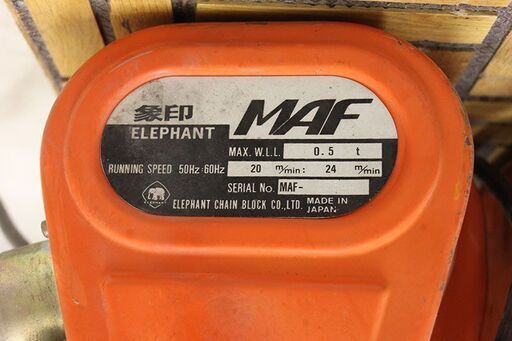 象印 MAF
ELEPHANT
MAX. W.L.L. 0.5 t
RUNNING SPEED 50Hz:60Hz 20 m/min: 24 m/min
SERIAL No. MAF-
ELEPHANT
ELEPHANT CHAIN BLOCK CO.,LTD. MADE IN JAPAN